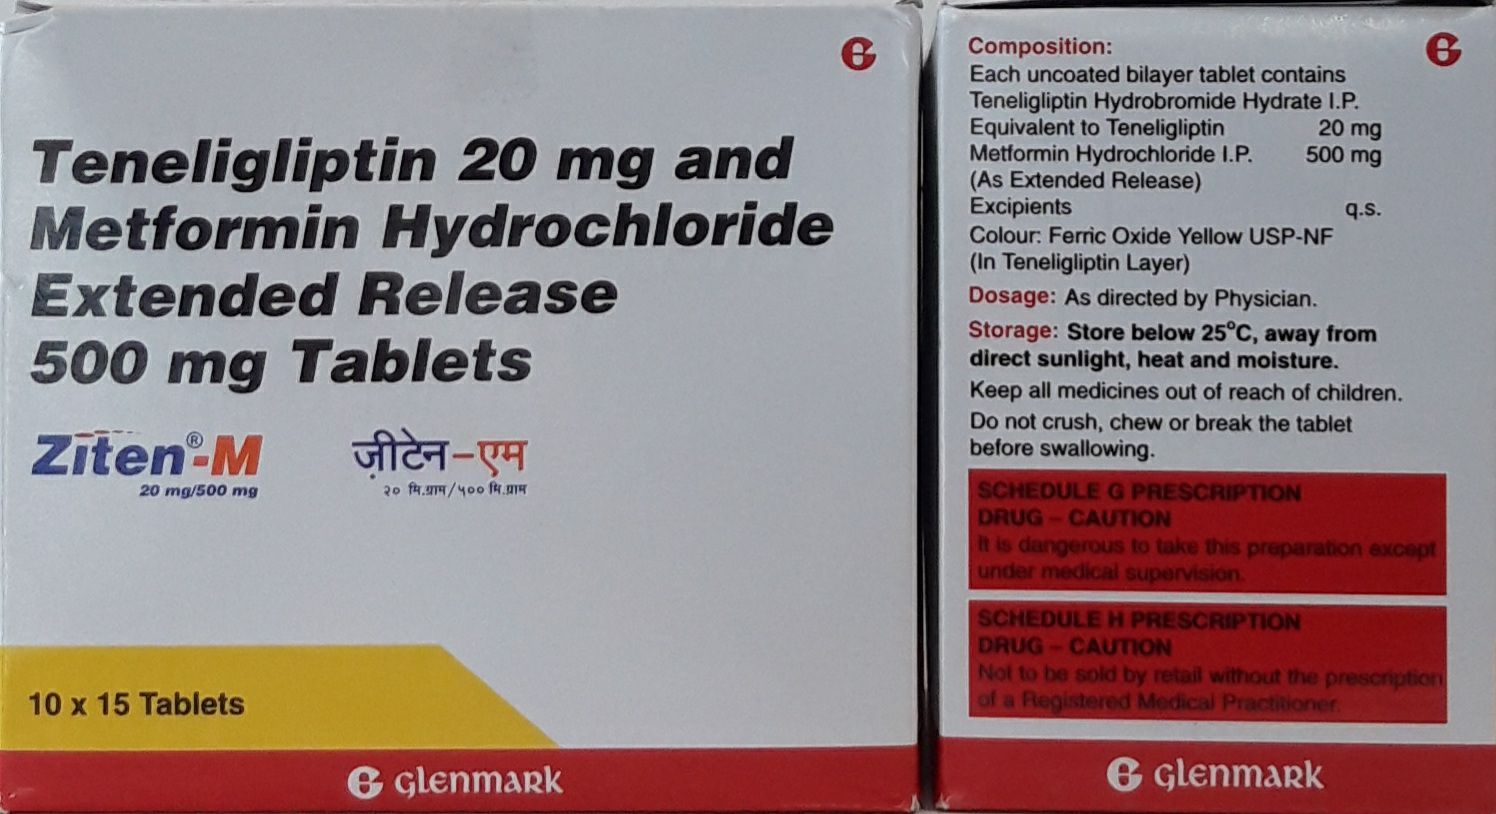 Teneligliptin 20 mg and
Metformin Hydrochloride
Extended Release
500 mg Tablets
Ziten®-M
20 mg/500 mg
ज़ीटेन-एम
२० मि.ग्राम/५०० मि.ग्राम
10 x 15 Tablets
Glenmark
Composition:
Each uncoated bilayer tablet contains
Teneligliptin Hydrobromide Hydrate I.P.
Equivalent to Teneligliptin 20 mg
Metformin Hydrochloride I.P. 500 mg
(As Extended Release)
Excipients q.s.
Colour: Ferric Oxide Yellow USP-NF
(In Teneligliptin Layer)
Dosage: As directed by Physician.
Storage: Store below 25°C, away from
direct sunlight, heat and moisture.
Keep all medicines out of reach of children.
Do not crush, chew or break the tablet
before swallowing.
SCHEDULE G PRESCRIPTION
DRUG – CAUTION
It is dangerous to take this preparation except
under medical supervision.
SCHEDULE H PRESCRIPTION
DRUG – CAUTION
Not to be sold by retail without the prescription
of a Registered Medical Practitioner.
Glenmark